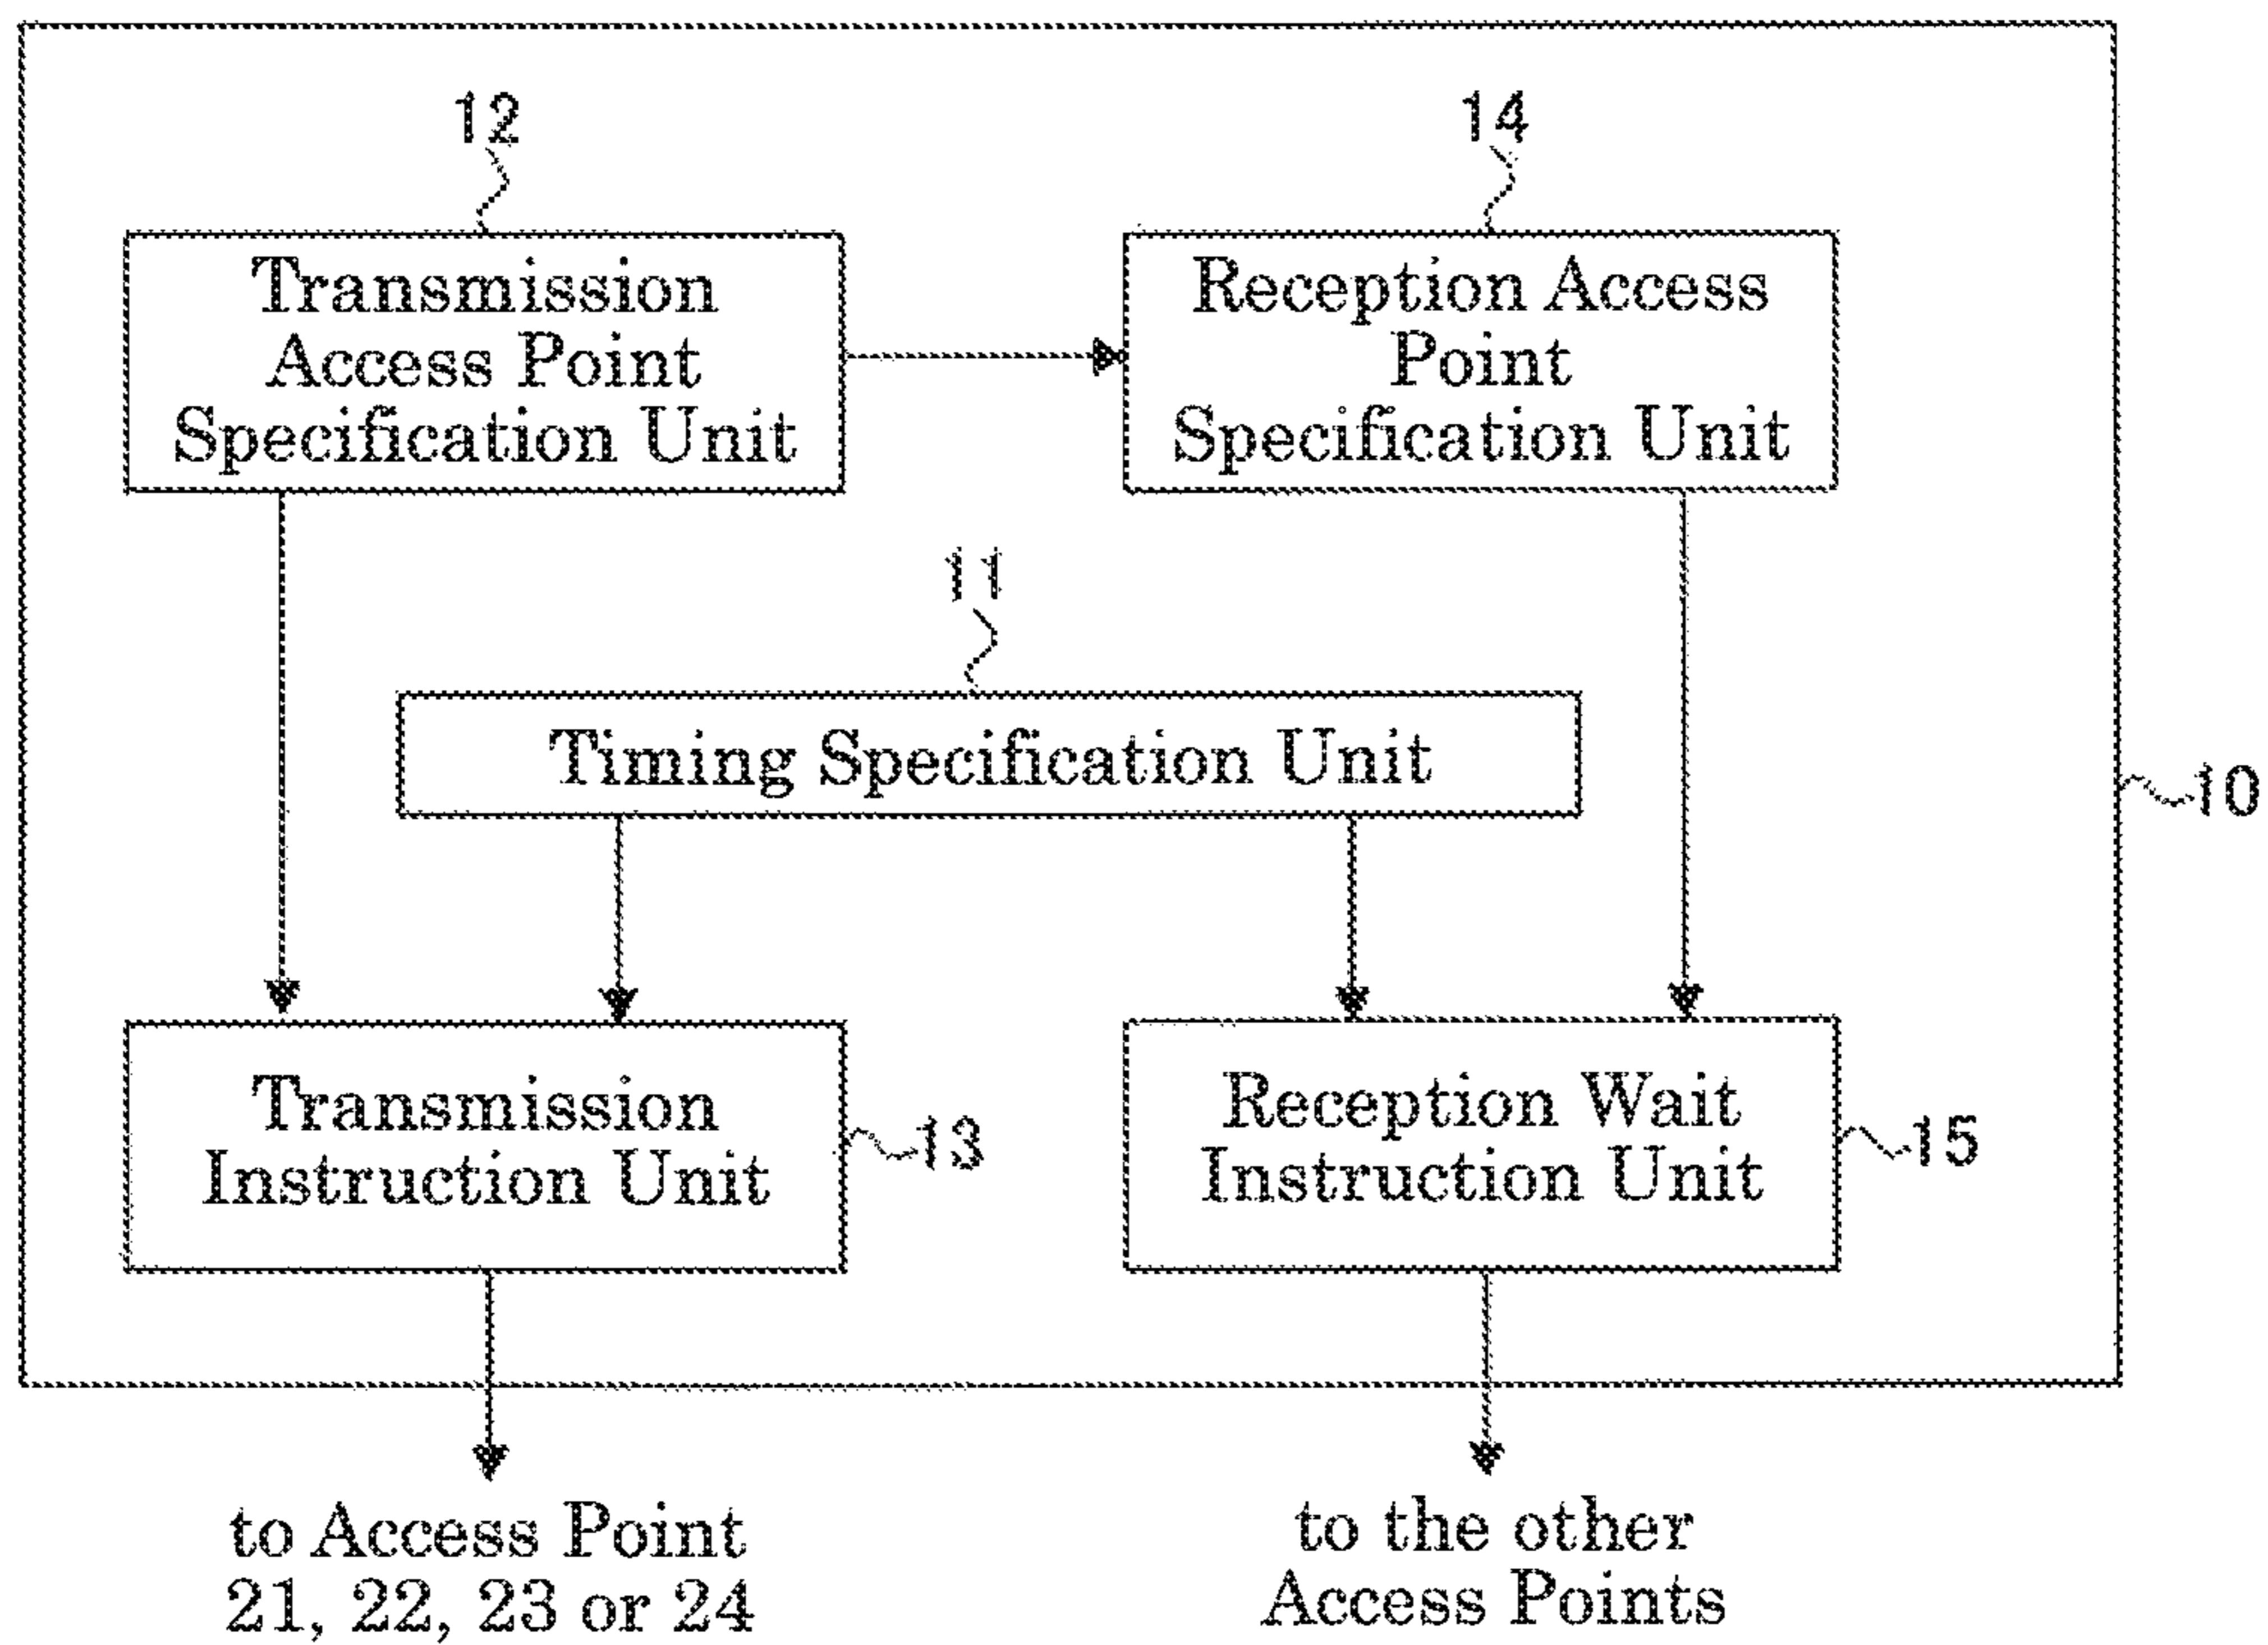 12
14
Transmission
Access Point
Specification Unit
Reception Access
Point
Specification Unit
11
Timing Specification Unit
10
Transmission
Instruction Unit
13
Reception Wait
Instruction Unit
15
to Access Point
21, 22, 23 or 24
to the other
Access Points